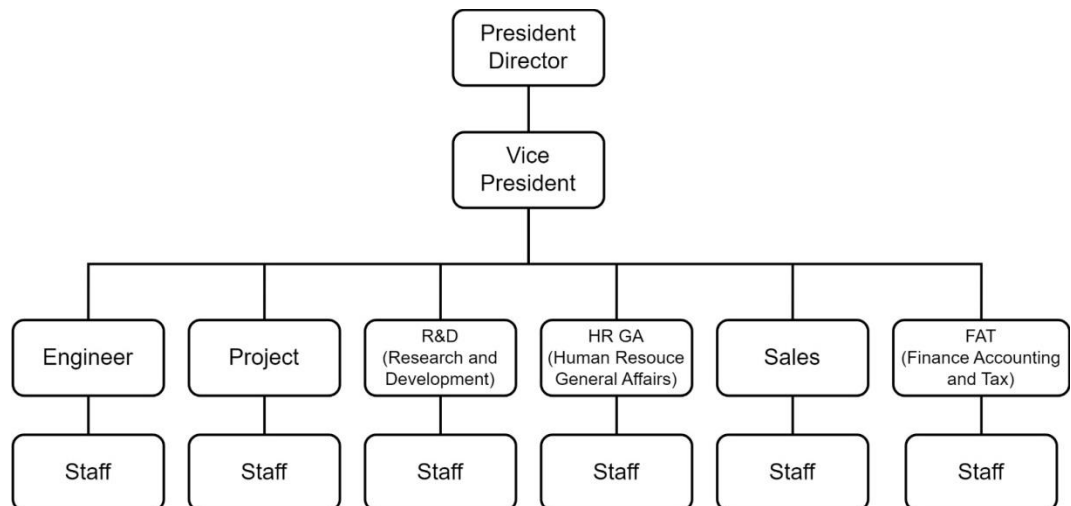 President
Director
Vice
President
Engineer
Project
R&D
(Research and
Development)
HR GA
(Human Resouce
General Affairs)
Sales
FAT
(Finance Accounting
and Tax)
Staff
Staff
Staff
Staff
Staff
Staff